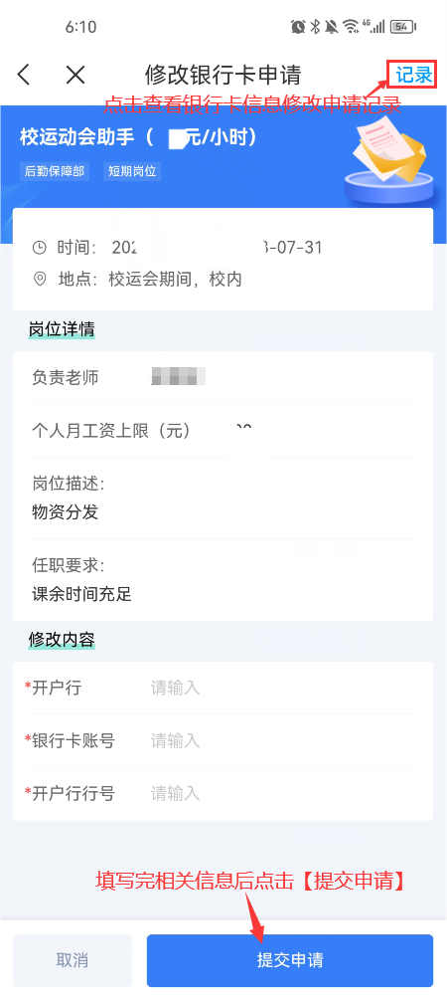 6:10
4G
54
修改银行卡申请
记录
点击查看银行卡信息修改申请记录
校运动会助手（ 元/小时）
后勤保障部 短期岗位
时间： 202 -07-31
地点：校运会期间，校内
岗位详情
负责老师
个人月工资上限（元）
岗位描述：
物资分发
任职要求：
课余时间充足
修改内容
*开户行 请输入
*银行卡账号 请输入
*开户行行号 请输入
填写完相关信息后点击【提交申请】
取消 提交申请